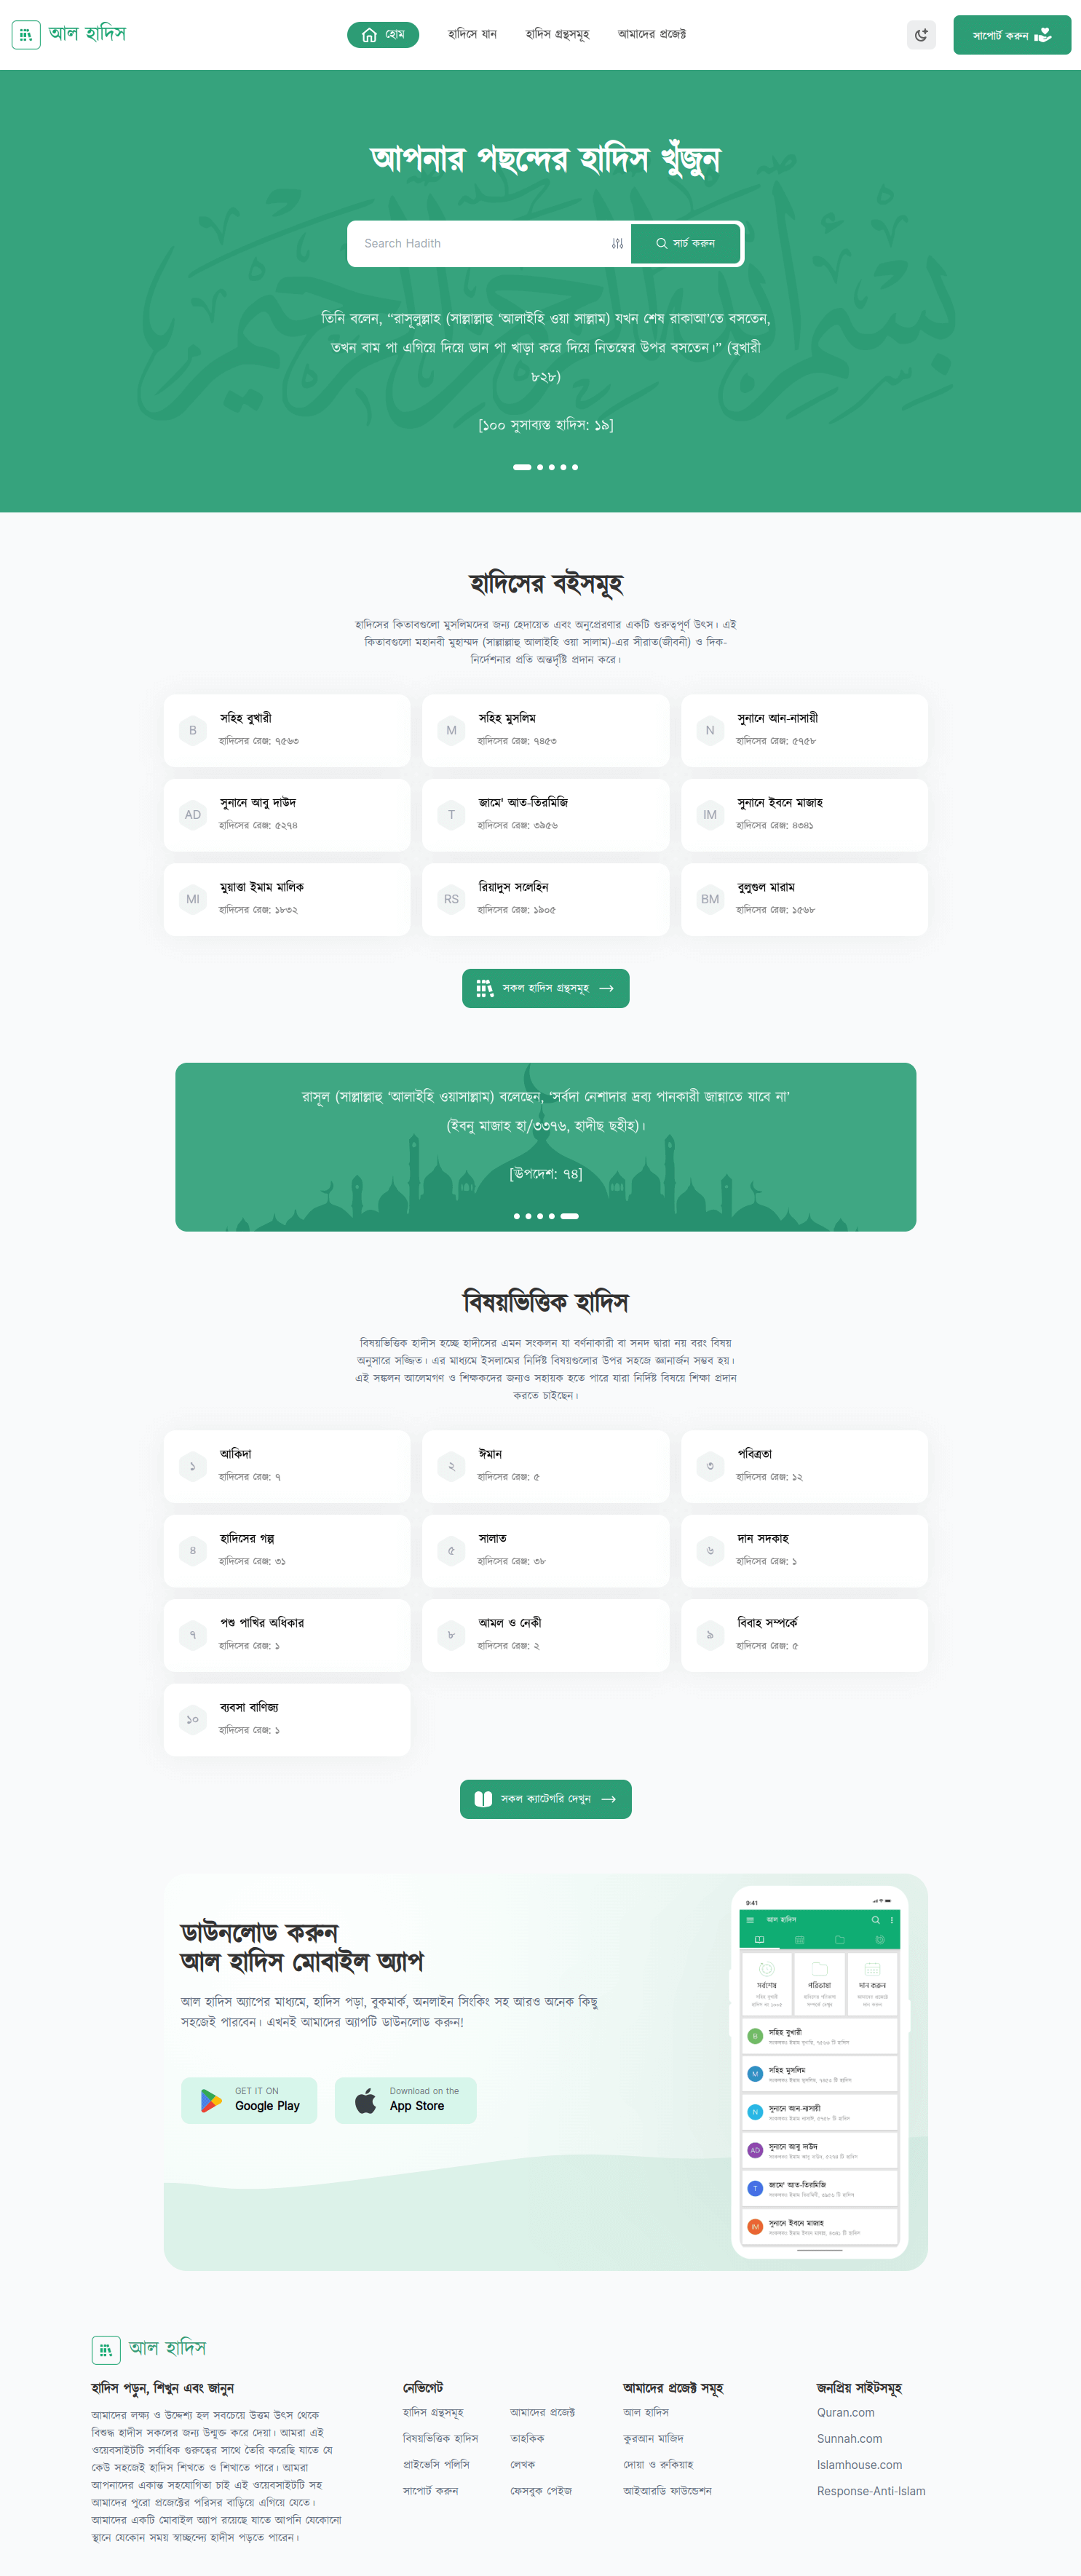 আল হাদিস
হোম
হাদিসে যান
হাদিস গ্রন্থসমূহ
আমাদের প্রজেক্ট
সাপোর্ট করুন
আপনার পছন্দের হাদিস খুঁজুন
Search Hadith
সার্চ করুন
তিনি বলেন, “রাসূলুল্লাহ (সাল্লাল্লাহু ‘আলাইহি ওয়া সাল্লাম) যখন শেষ রাকাআ’তে বসতেন,
তখন বাম পা এগিয়ে দিয়ে ডান পা খাড়া করে দিয়ে নিতম্বের উপর বসতেন।” (বুখারী
৮২৮)
[১০০ সুসাব্যস্ত হাদিস: ১৯]
হাদিসের বইসমূহ
হাদিসের কিতাবগুলো মুসলিমদের জন্য হেদায়েত এবং অনুপ্রেরণার একটি গুরুত্বপূর্ণ উৎস। এই
কিতাবগুলো মহানবী মুহাম্মদ (সাল্লাল্লাহু আলাইহি ওয়া সালাম)-এর সীরাত(জীবনী) ও দিক-
নির্দেশনার প্রতি অন্তর্দৃষ্টি প্রদান করে।
B
সহিহ বুখারী
হাদিসের রেঞ্জ: ৭৫৬৩
M
সহিহ মুসলিম
হাদিসের রেঞ্জ: ৭৪৫৩
N
সুনানে আন-নাসায়ী
হাদিসের রেঞ্জ: ৫৭৫৮
AD
সুনানে আবু দাউদ
হাদিসের রেঞ্জ: ৫২৭৪
T
জামে' আত-তিরমিজি
হাদিসের রেঞ্জ: ৩৯৫৬
IM
সুনানে ইবনে মাজাহ
হাদিসের রেঞ্জ: ৪৩৪১
MI
মুয়াত্তা ইমাম মালিক
হাদিসের রেঞ্জ: ১৮৩২
RS
রিয়াদুস সলেহিন
হাদিসের রেঞ্জ: ১৯০৫
BM
বুলুগুল মারাম
হাদিসের রেঞ্জ: ১৫৬৮
সকল হাদিস গ্রন্থসমূহ
রাসূল (সাল্লাল্লাহু ‘আলাইহি ওয়াসাল্লাম) বলেছেন, ‘সর্বদা নেশাদার দ্রব্য পানকারী জান্নাতে যাবে না’
(ইবনু মাজাহ হা/৩৩৭৬, হাদীছ ছহীহ)।
[উপদেশ: ৭৪]
বিষয়ভিত্তিক হাদিস
বিষয়ভিত্তিক হাদীস হচ্ছে হাদীসের এমন সংকলন যা বর্ণনাকারী বা সনদ দ্বারা নয় বরং বিষয়
অনুসারে সজ্জিত। এর মাধ্যমে ইসলামের নির্দিষ্ট বিষয়গুলোর উপর সহজে জ্ঞানার্জন সম্ভব হয়।
এই সঙ্কলন আলেমগণ ও শিক্ষকদের জন্যও সহায়ক হতে পারে যারা নির্দিষ্ট বিষয়ে শিক্ষা প্রদান
করতে চাইছেন।
১
আকিদা
হাদিসের রেঞ্জ: ৭
২
ঈমান
হাদিসের রেঞ্জ: ৫
৩
পবিত্রতা
হাদিসের রেঞ্জ: ১২
৪
হাদিসের গল্প
হাদিসের রেঞ্জ: ৩১
৫
সালাত
হাদিসের রেঞ্জ: ৩৮
৬
দান সদকাহ
হাদিসের রেঞ্জ: ১
৭
পশু পাখির অধিকার
হাদিসের রেঞ্জ: ১
৮
আমল ও নেকী
হাদিসের রেঞ্জ: ২
৯
বিবাহ সম্পর্কে
হাদিসের রেঞ্জ: ৫
১০
ব্যবসা বাণিজ্য
হাদিসের রেঞ্জ: ১
সকল ক্যাটেগরি দেখুন
ডাউনলোড করুন
আল হাদিস মোবাইল অ্যাপ
আল হাদিস অ্যাপের মাধ্যমে, হাদিস পড়া, বুকমার্ক, অনলাইন সিংকিং সহ আরও অনেক কিছু
সহজেই পারবেন। এখনই আমাদের অ্যাপটি ডাউনলোড করুন!
GET IT ON
Google Play
Download on the
App Store
9:41
আল হাদিস
সর্বশেষ
পরিভাষা
দান করুন
B
সহিহ বুখারী
M
সহিহ মুসলিম
N
সুনানে আন-নাসায়ী
AD
সুনানে আবু দাউদ
T
জামে' আত-তিরমিজি
IM
সুনানে ইবনে মাজাহ
আল হাদিস
হাদিস পড়ুন, শিখুন এবং জানুন
আমাদের লক্ষ্য ও উদ্দেশ্য হল সবচেয়ে উত্তম উৎস থেকে
বিশুদ্ধ হাদীস সকলের জন্য উন্মুক্ত করে দেয়া। আমরা এই
ওয়েবসাইটটি সর্বাধিক গুরুত্বের সাথে তৈরি করেছি যাতে যে
কেউ সহজেই হাদিস শিখতে ও শিখাতে পারে। আমরা
আপনাদের একান্ত সহযোগিতা চাই এই ওয়েবসাইটটি সহ
আমাদের পুরো প্রজেক্টের পরিসর বাড়িয়ে এগিয়ে যেতে।
আমাদের একটি মোবাইল অ্যাপ রয়েছে যাতে আপনি যেকোনো
স্থানে যেকোন সময় স্বাচ্ছন্দ্যে হাদীস পড়তে পারেন।
নেভিগেট
হাদিস গ্রন্থসমূহ
বিষয়ভিত্তিক হাদিস
প্রাইভেসি পলিসি
সাপোর্ট করুন
আমাদের প্রজেক্ট
তাহকিক
লেখক
ফেসবুক পেইজ
আমাদের প্রজেক্ট সমূহ
আল হাদিস
কুরআন মাজিদ
দোয়া ও রুকিয়াহ
আইআরডি ফাউন্ডেশন
জনপ্রিয় সাইটসমূহ
Quran.com
Sunnah.com
Islamhouse.com
Response-Anti-Islam